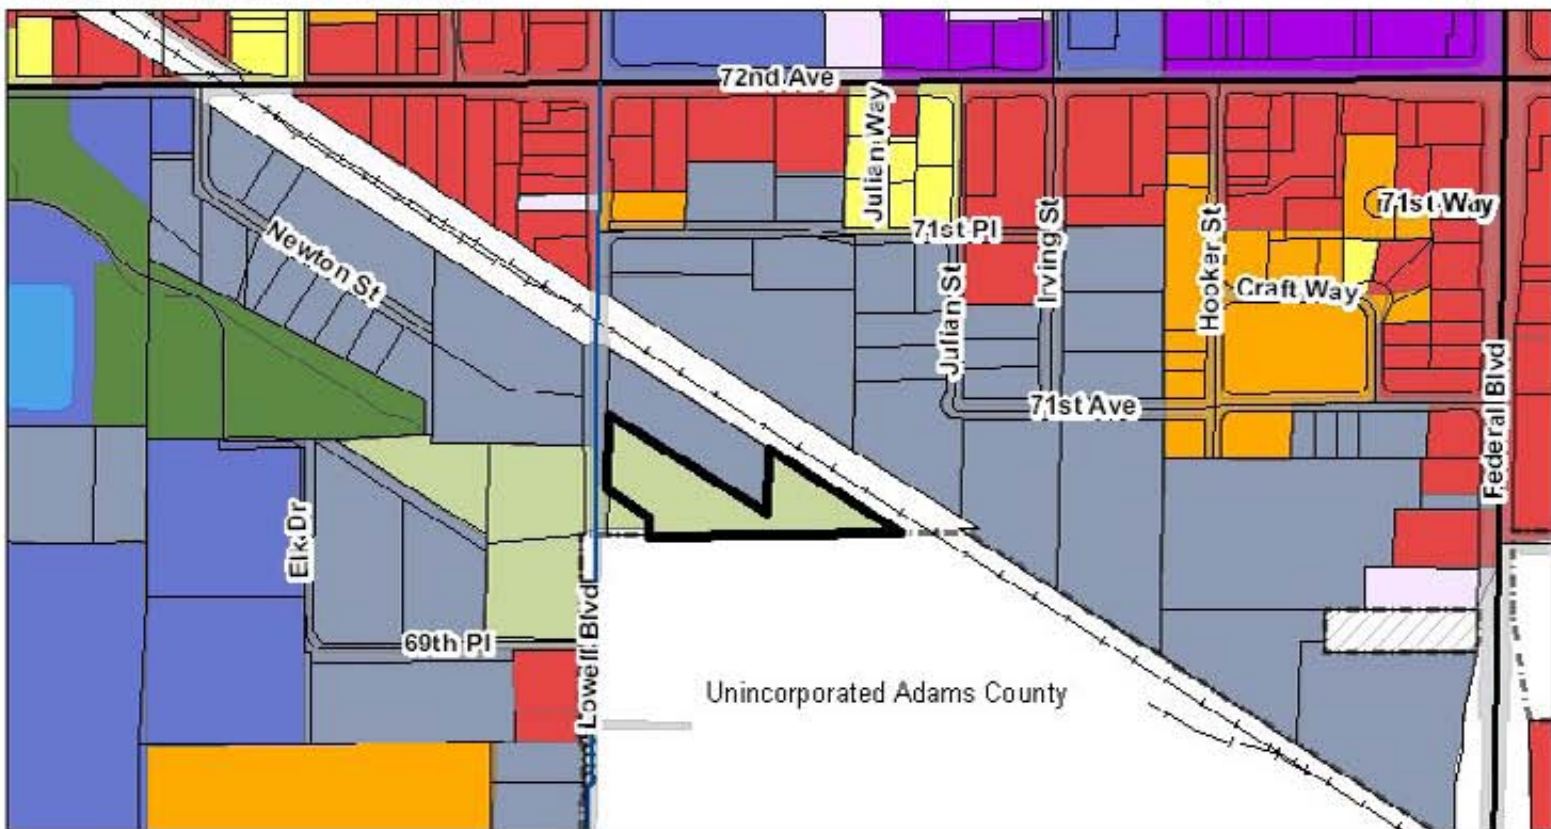 72nd Ave
Julian Way
71st Way
71st Pl
Newton St
Irving St
Hooker St
Craft Way
Julian St
71st Ave
Federal Blvd
Elk Dr
69th Pl
Lowell Blvd
Unincorporated Adams County